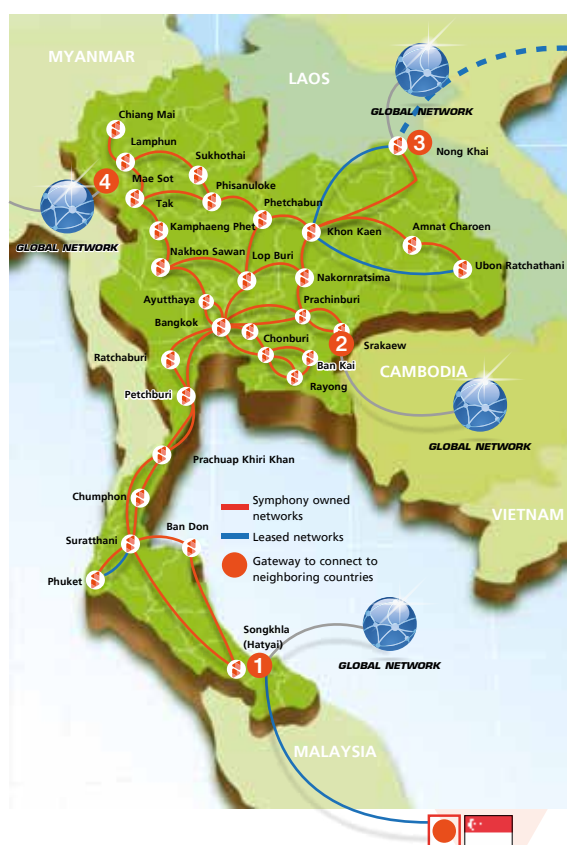 MYANMAR
LAOS
GLOBAL NETWORK
Chiang Mai
Lamphun
Sukhothai
3
Nong Khai
4
Mae Sot
Phisanuloke
Tak
Phetchabun
GLOBAL NETWORK
Kamphaeng Phet
Khon Kaen
Amnat Charoen
Nakhon Sawan
Lop Buri
Ubon Ratchathani
Nakornratsima
Ayutthaya
Prachinburi
Bangkok
Chonburi
2
Srakaew
Ratchaburi
Ban Kai
CAMBODIA
Rayong
Petchburi
GLOBAL NETWORK
Prachuap Khiri Khan
Chumphon
Symphony owned
networks
VIETNAM
Ban Don
Leased networks
Suratthani
Gateway to connect to
neighboring countries
Phuket
Songkhla
(Hatyai)
1
GLOBAL NETWORK
MALAYSIA